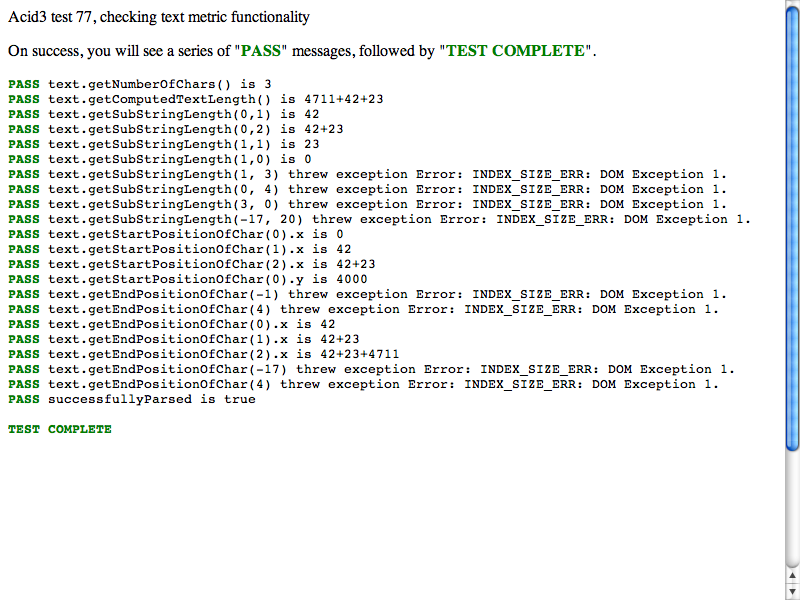 Acid3 test 77, checking text metric functionality
On success, you will see a series of "PASS" messages, followed by "TEST COMPLETE".
PASS text.getNumberOfChars() is 3
PASS text.getComputedTextLength() is 4711+42+23
PASS text.getSubStringLength(0,1) is 42
PASS text.getSubStringLength(0,2) is 42+23
PASS text.getSubStringLength(1,1) is 23
PASS text.getSubStringLength(1,0) is 0
PASS text.getSubStringLength(1, 3) threw exception Error: INDEX_SIZE_ERR: DOM Exception 1.
PASS text.getSubStringLength(0, 4) threw exception Error: INDEX_SIZE_ERR: DOM Exception 1.
PASS text.getSubStringLength(3, 0) threw exception Error: INDEX_SIZE_ERR: DOM Exception 1.
PASS text.getSubStringLength(-17, 20) threw exception Error: INDEX_SIZE_ERR: DOM Exception 1.
PASS text.getStartPositionOfChar(0).x is 0
PASS text.getStartPositionOfChar(1).x is 42
PASS text.getStartPositionOfChar(2).x is 42+23
PASS text.getStartPositionOfChar(0).y is 4000
PASS text.getEndPositionOfChar(-1) threw exception Error: INDEX_SIZE_ERR: DOM Exception 1.
PASS text.getEndPositionOfChar(4) threw exception Error: INDEX_SIZE_ERR: DOM Exception 1.
PASS text.getEndPositionOfChar(0).x is 42
PASS text.getEndPositionOfChar(1).x is 42+23
PASS text.getEndPositionOfChar(2).x is 42+23+4711
PASS text.getEndPositionOfChar(-17) threw exception Error: INDEX_SIZE_ERR: DOM Exception 1.
PASS text.getEndPositionOfChar(4) threw exception Error: INDEX_SIZE_ERR: DOM Exception 1.
PASS successfullyParsed is true
TEST COMPLETE